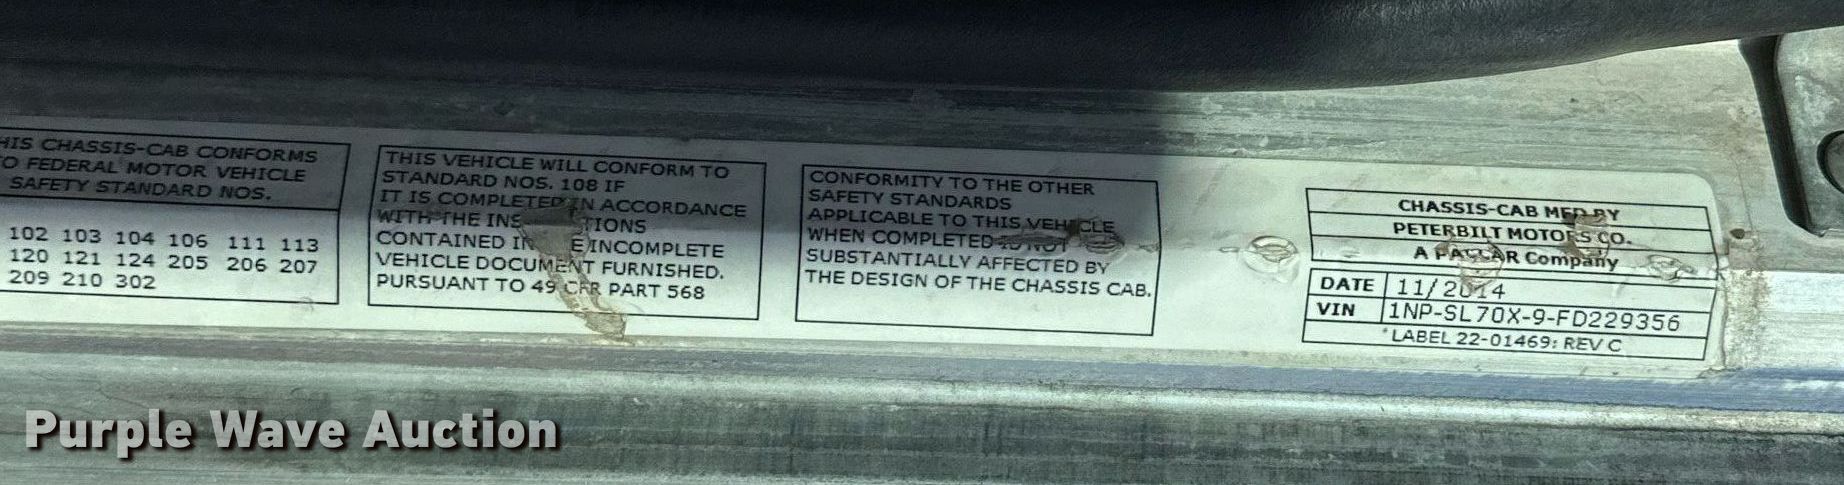 HIS CHASSIS-CAB CONFORMS
TO FEDERAL MOTOR VEHICLE
SAFETY STANDARD NOS.
102 103 104 106 111 113
120 121 124 205 206 207
209 210 302
THIS VEHICLE WILL CONFORM TO
STANDARD NOS. 108 IF
IT IS COMPLETED IN ACCORDANCE
WITH THE INS TIONS
CONTAINED IN E INCOMPLETE
VEHICLE DOCUMENT FURNISHED.
PURSUANT TO 49 CFR PART 568
CONFORMITY TO THE OTHER
SAFETY STANDARDS
APPLICABLE TO THIS VEHICLE
WHEN COMPLETED IS NOT
SUBSTANTIALLY AFFECTED BY
THE DESIGN OF THE CHASSIS CAB.
CHASSIS-CAB MFD BY
PETERBILT MOTORS CO.
A PACCAR Company
DATE 11/2014
VIN 1NP-SL70X-9-FD229356
LABEL 22-01469: REV C
Purple Wave Auction